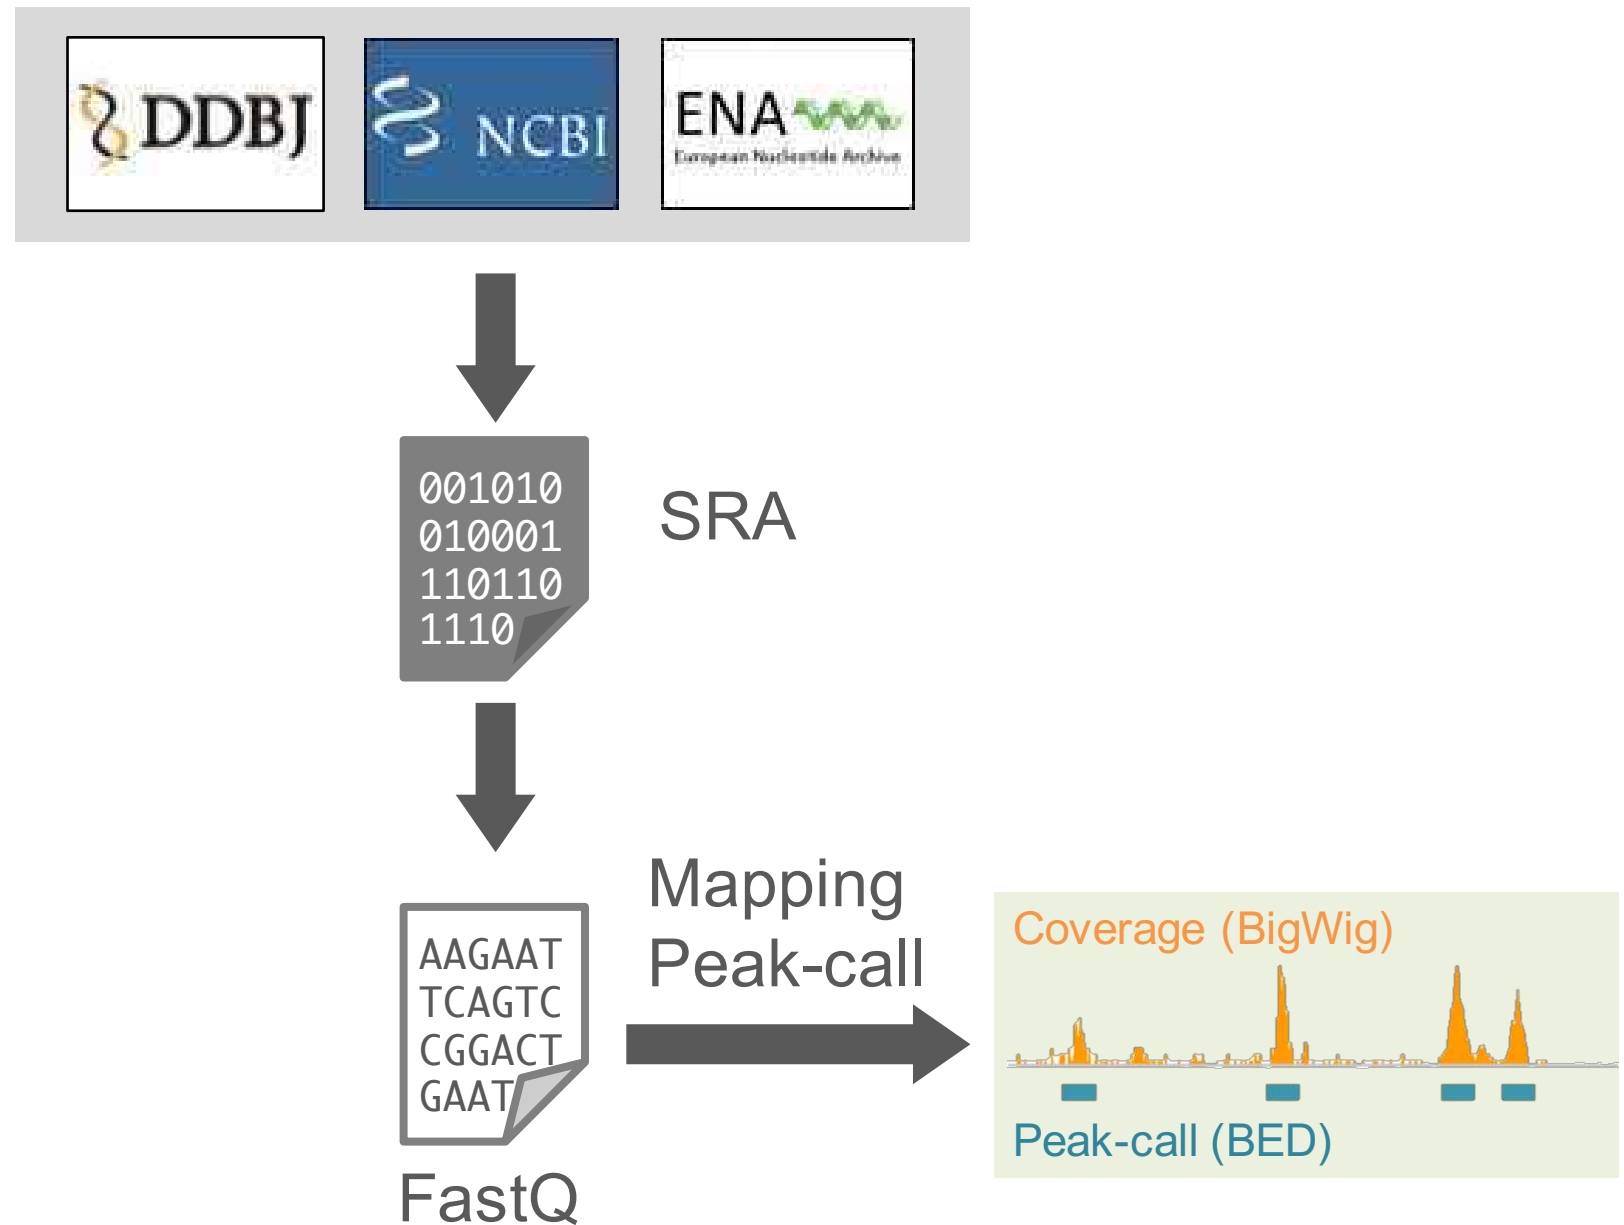 DDBJ
NCBI
ENA
European Nucleotide Archive
001010
010001
110110
1110
SRA
AAGAAT
TCAGTC
CGGACT
GAAT
FastQ
Mapping
Peak-call
Coverage (BigWig)
Peak-call (BED)